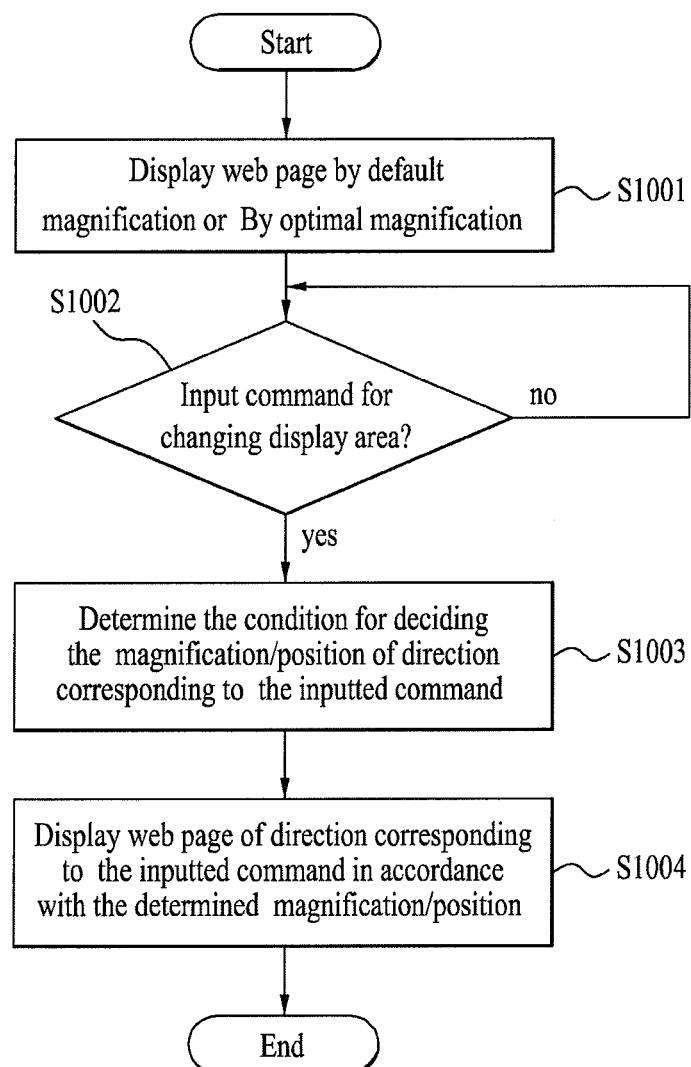 Start
Display web page by default
magnification or By optimal magnification
S1001
S1002
Input command for
changing display area?
no
yes
Determine the condition for deciding
the magnification/position of direction
corresponding to the inputted command
S1003
Display web page of direction corresponding
to the inputted command in accordance
with the determined magnification/position
S1004
End